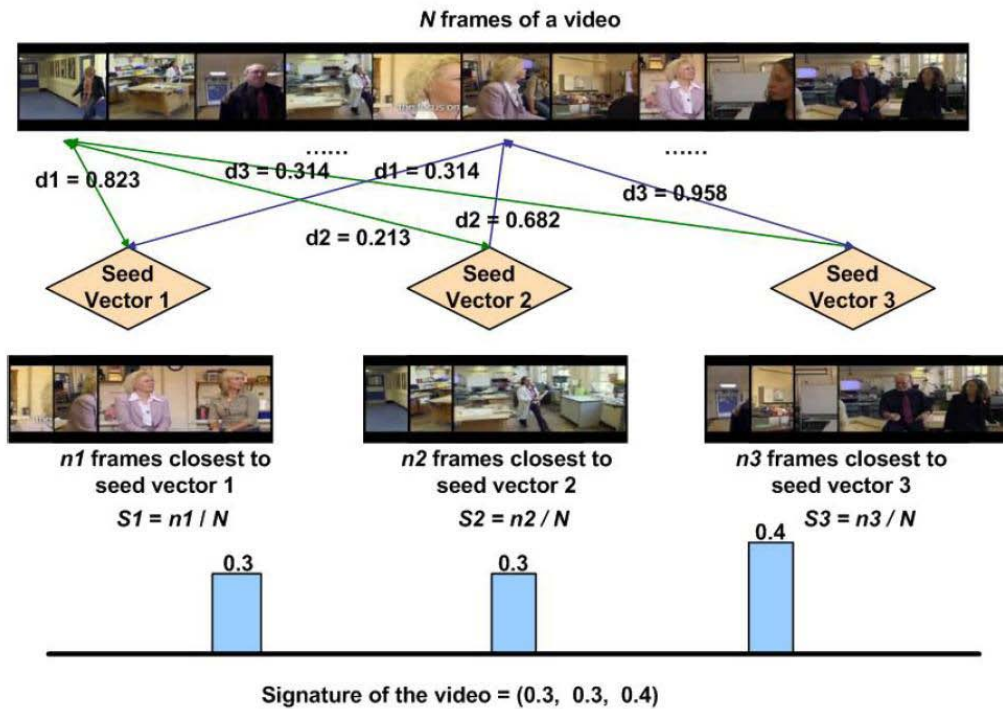 N frames of a video
the focus on
......
......
d1 = 0.823
d3 = 0.314
d1 = 0.314
d3 = 0.958
d2 = 0.213
d2 = 0.682
Seed
Vector 1
Seed
Vector 2
Seed
Vector 3
n1 frames closest to
seed vector 1
n2 frames closest to
seed vector 2
n3 frames closest to
seed vector 3
S1 = n1 / N
S2 = n2 / N
S3 = n3 / N
0.3
0.3
0.4
Signature of the video = (0.3, 0.3, 0.4)